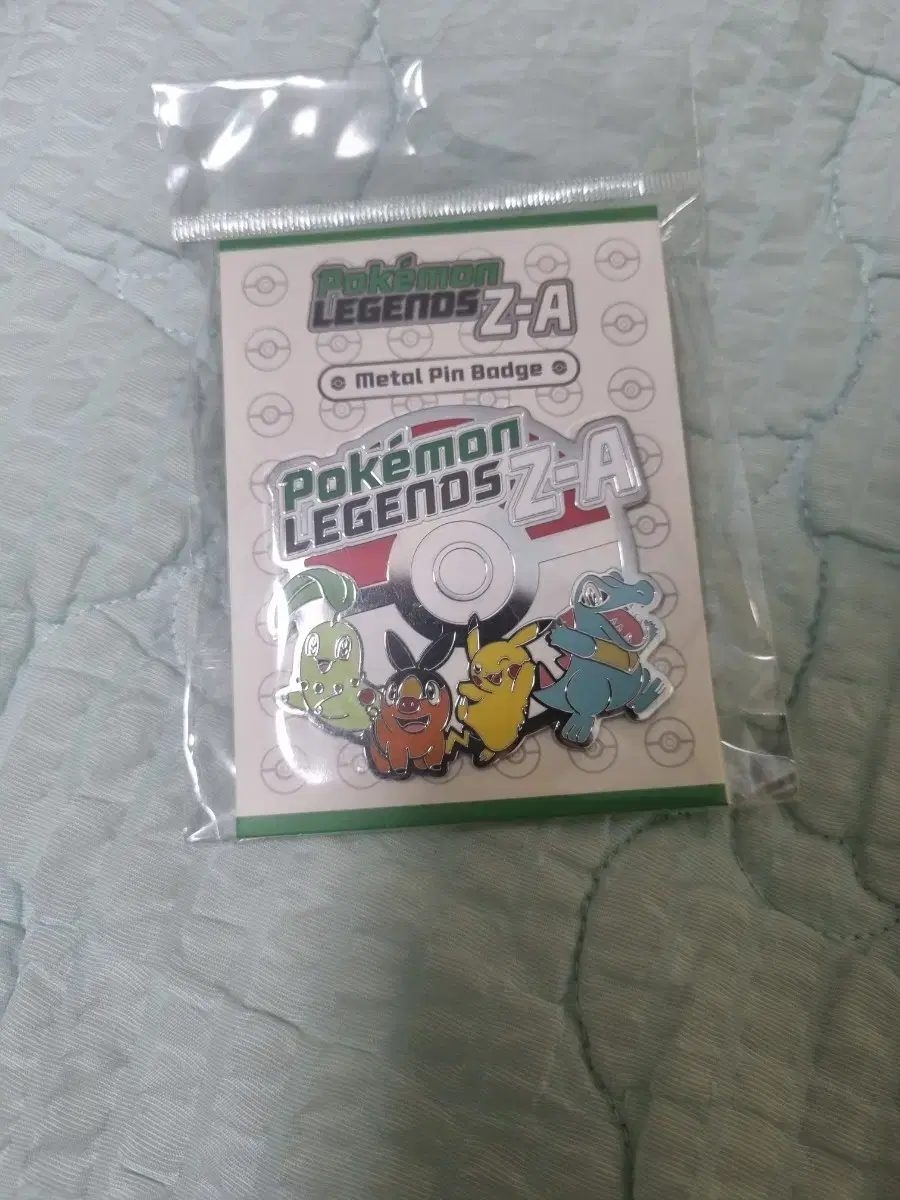 Pokémon
LEGENDS Z-A
Metal Pin Badge
Pokémon
LEGENDS Z-A